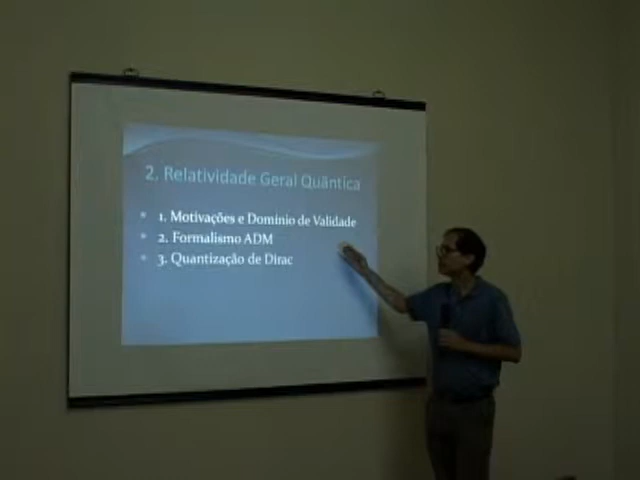 2. Relatividade Geral Quântica
1. Motivações e Domínio de Validade
2. Formalismo ADM
3. Quantização de Dirac